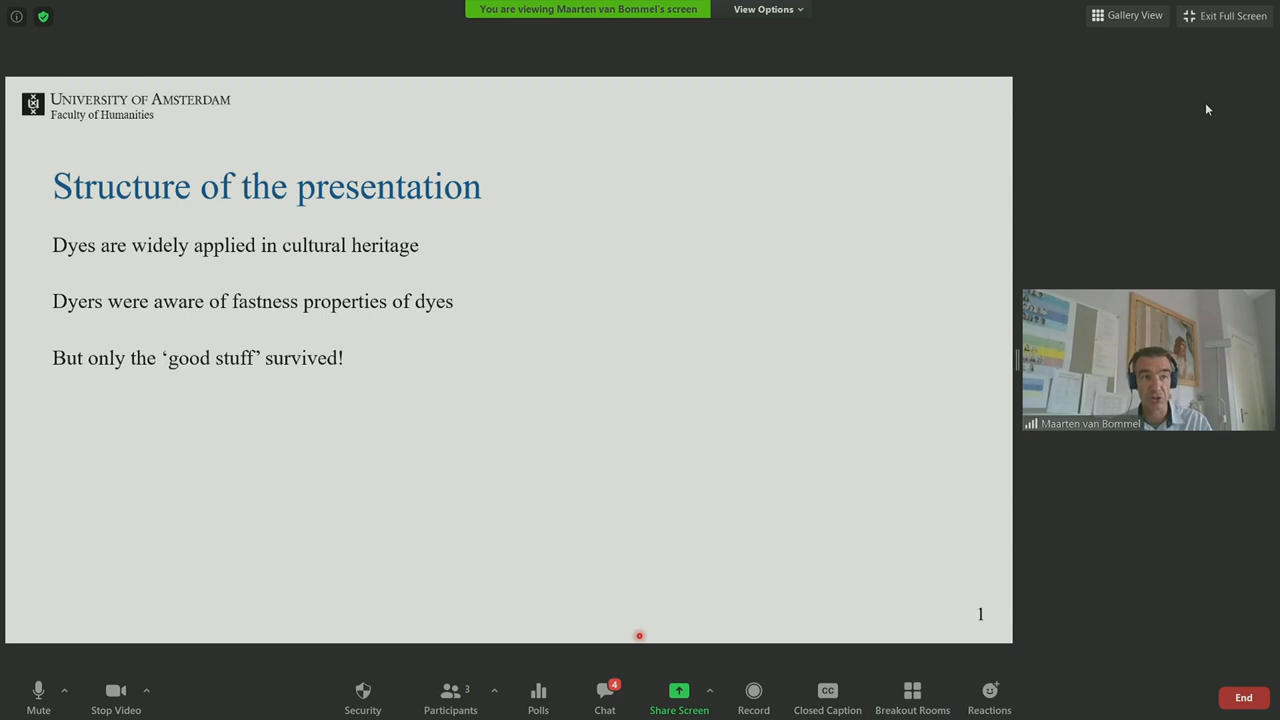 You are viewing Maarten van Bommel's screen
View Options
Gallery View
Exit Full Screen
UNIVERSITY OF AMSTERDAM
Faculty of Humanities
Structure of the presentation
Dyes are widely applied in cultural heritage
Dyers were aware of fastness properties of dyes
But only the ‘good stuff’ survived!
Maarten van Bommel
1
Mute
Stop Video
Security
Participants
3
Polls
Chat
4
Share Screen
Record
CC
Closed Caption
Breakout Rooms
Reactions
End